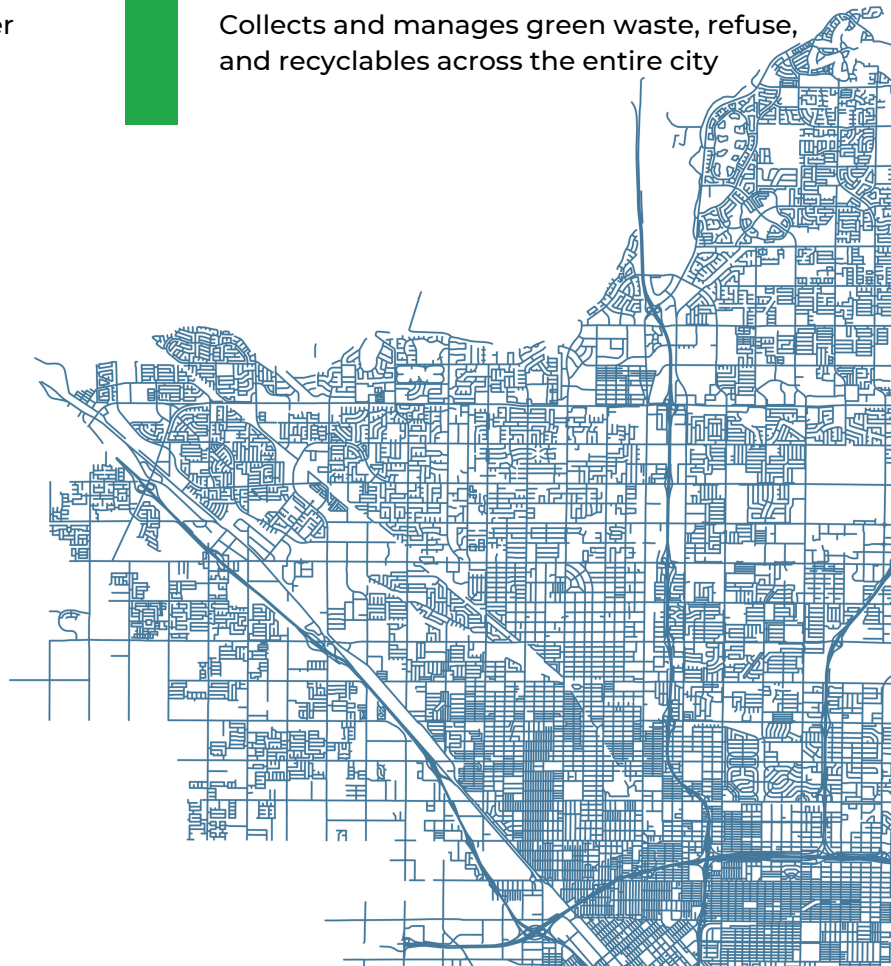 Collects and manages green waste, refuse,
and recyclables across the entire city